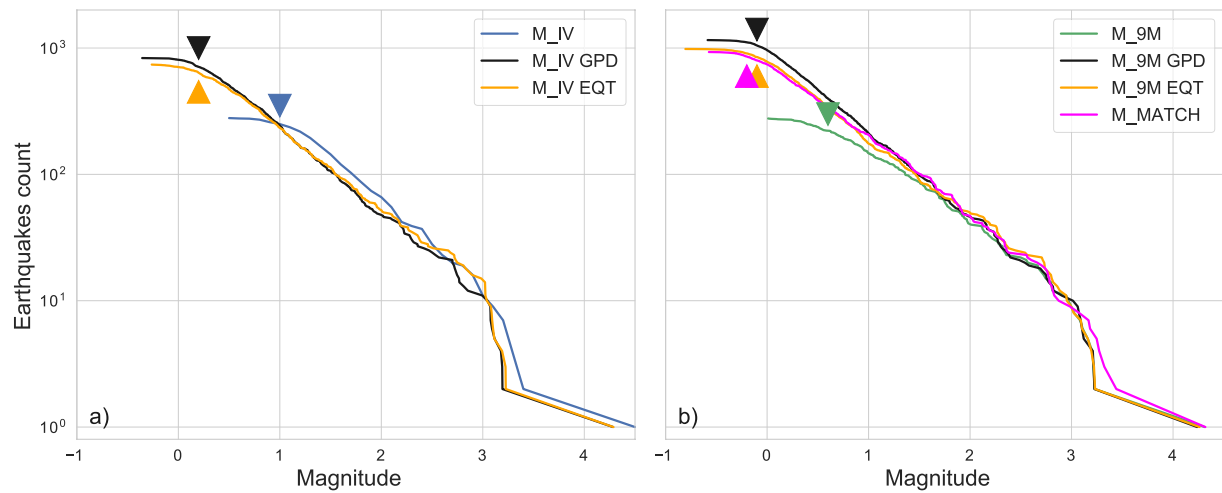 10³
10²
10¹
10⁰
Earthquakes count
M_IV
M_IV GPD
M_IV EQT
a)
−1 0 1 2 3 4
Magnitude
M_9M
M_9M GPD
M_9M EQT
M_MATCH
b)
−1 0 1 2 3 4
Magnitude